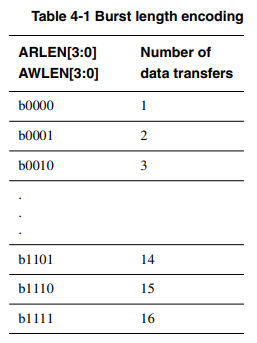 Table 4-1 Burst length encoding
ARLEN[3:0] Number of
AWLEN[3:0] data transfers
b0000 1
b0001 2
b0010 3
.
.
.
b1101 14
b1110 15
b1111 16